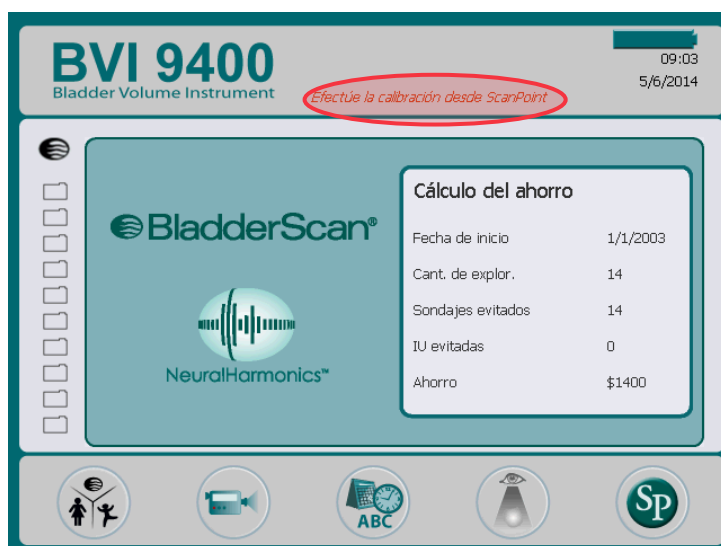 BVI 9400
Bladder Volume Instrument
Efectúe la calibración desde ScanPoint
09:03
5/6/2014
BladderScan®
NeuralHarmonics™
Cálculo del ahorro
Fecha de inicio 1/1/2003
Cant. de explor. 14
Sondajes evitados 14
IU evitadas 0
Ahorro $1400
ABC
SP